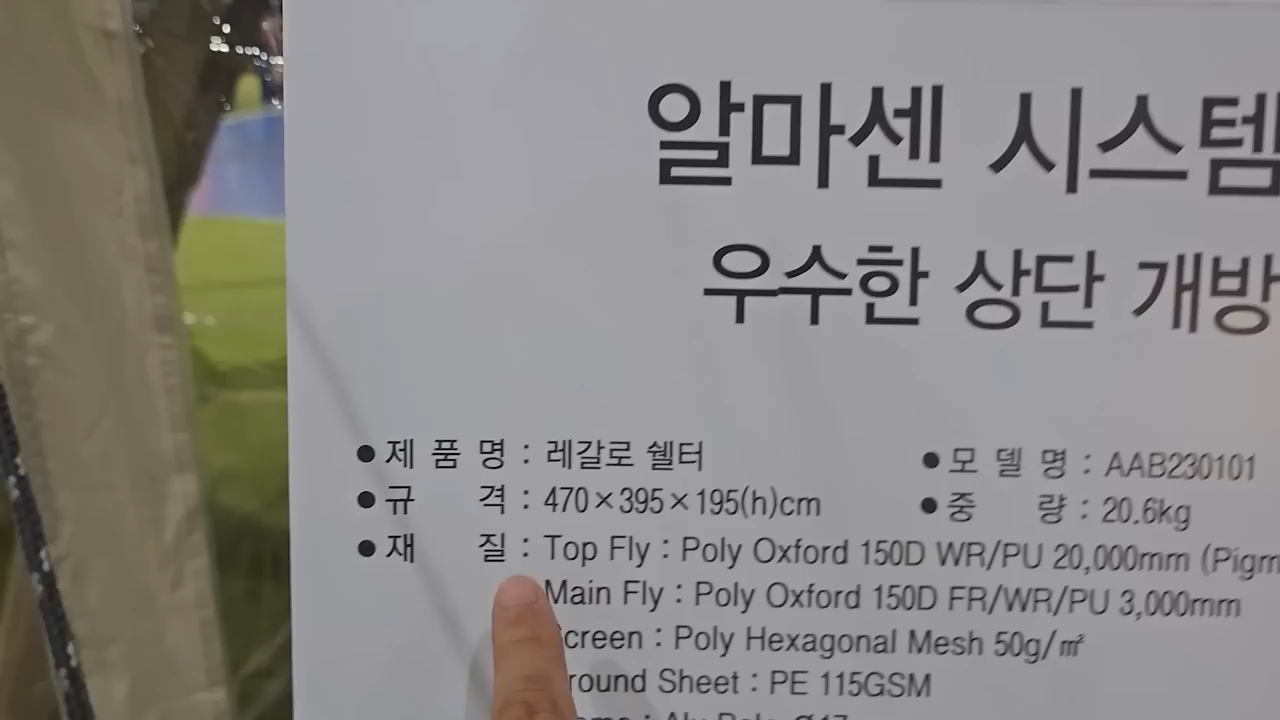 알마센 시스템
우수한 상단 개방
● 제 품 명 : 레갈로 쉘터 ● 모 델 명 : AAB230101
● 규 격 : 470×395×195(h)cm ● 중 량 : 20.6kg
● 재 질 : Top Fly : Poly Oxford 150D WR/PU 20,000mm (Pigm
Main Fly : Poly Oxford 150D FR/WR/PU 3,000mm
Screen : Poly Hexagonal Mesh 50g/㎡
Ground Sheet : PE 115GSM